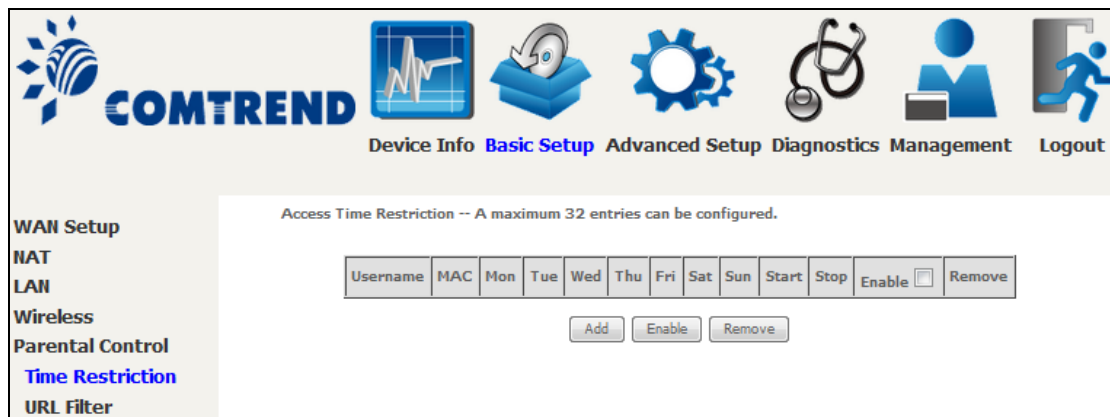 COMTREND
Device Info Basic Setup Advanced Setup Diagnostics Management Logout
WAN Setup
NAT
LAN
Wireless
Parental Control
Time Restriction
URL Filter
Access Time Restriction -- A maximum 32 entries can be configured.
Username MAC Mon Tue Wed Thu Fri Sat Sun Start Stop Enable Remove
Add Enable Remove